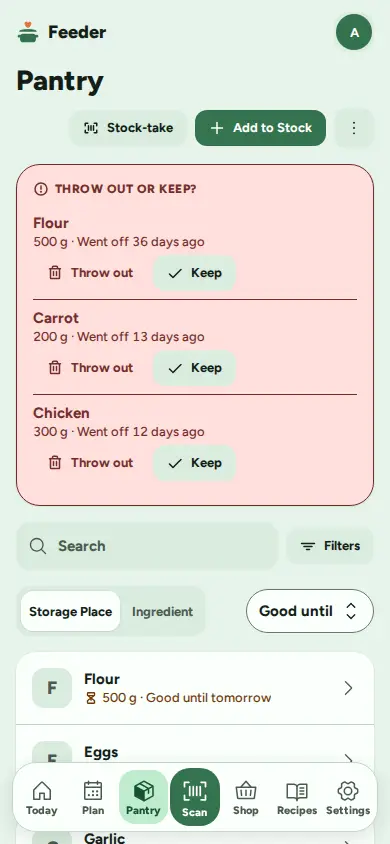 Feeder
A
Pantry
Stock-take
Add to Stock
THROW OUT OR KEEP?
Flour
500 g · Went off 36 days ago
Throw out
Keep
Carrot
200 g · Went off 13 days ago
Throw out
Keep
Chicken
300 g · Went off 12 days ago
Throw out
Keep
Search
Filters
Storage Place
Ingredient
Good until
F
Flour
500 g · Good until tomorrow
Eggs
Today
Plan
Pantry
Scan
Shop
Recipes
Settings
Garlic